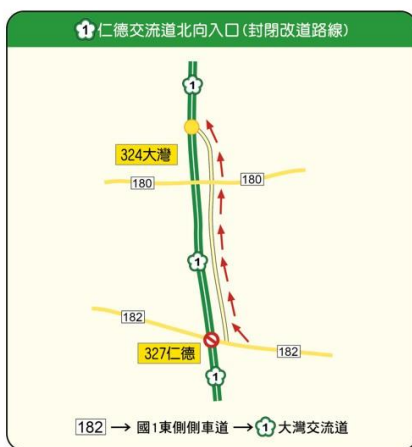 1 仁德交流道北向入口(封閉改道路線)
1
324大灣
180 180
1
182
327仁德
182
1
182 → 國1東側側車道 → 1 大灣交流道